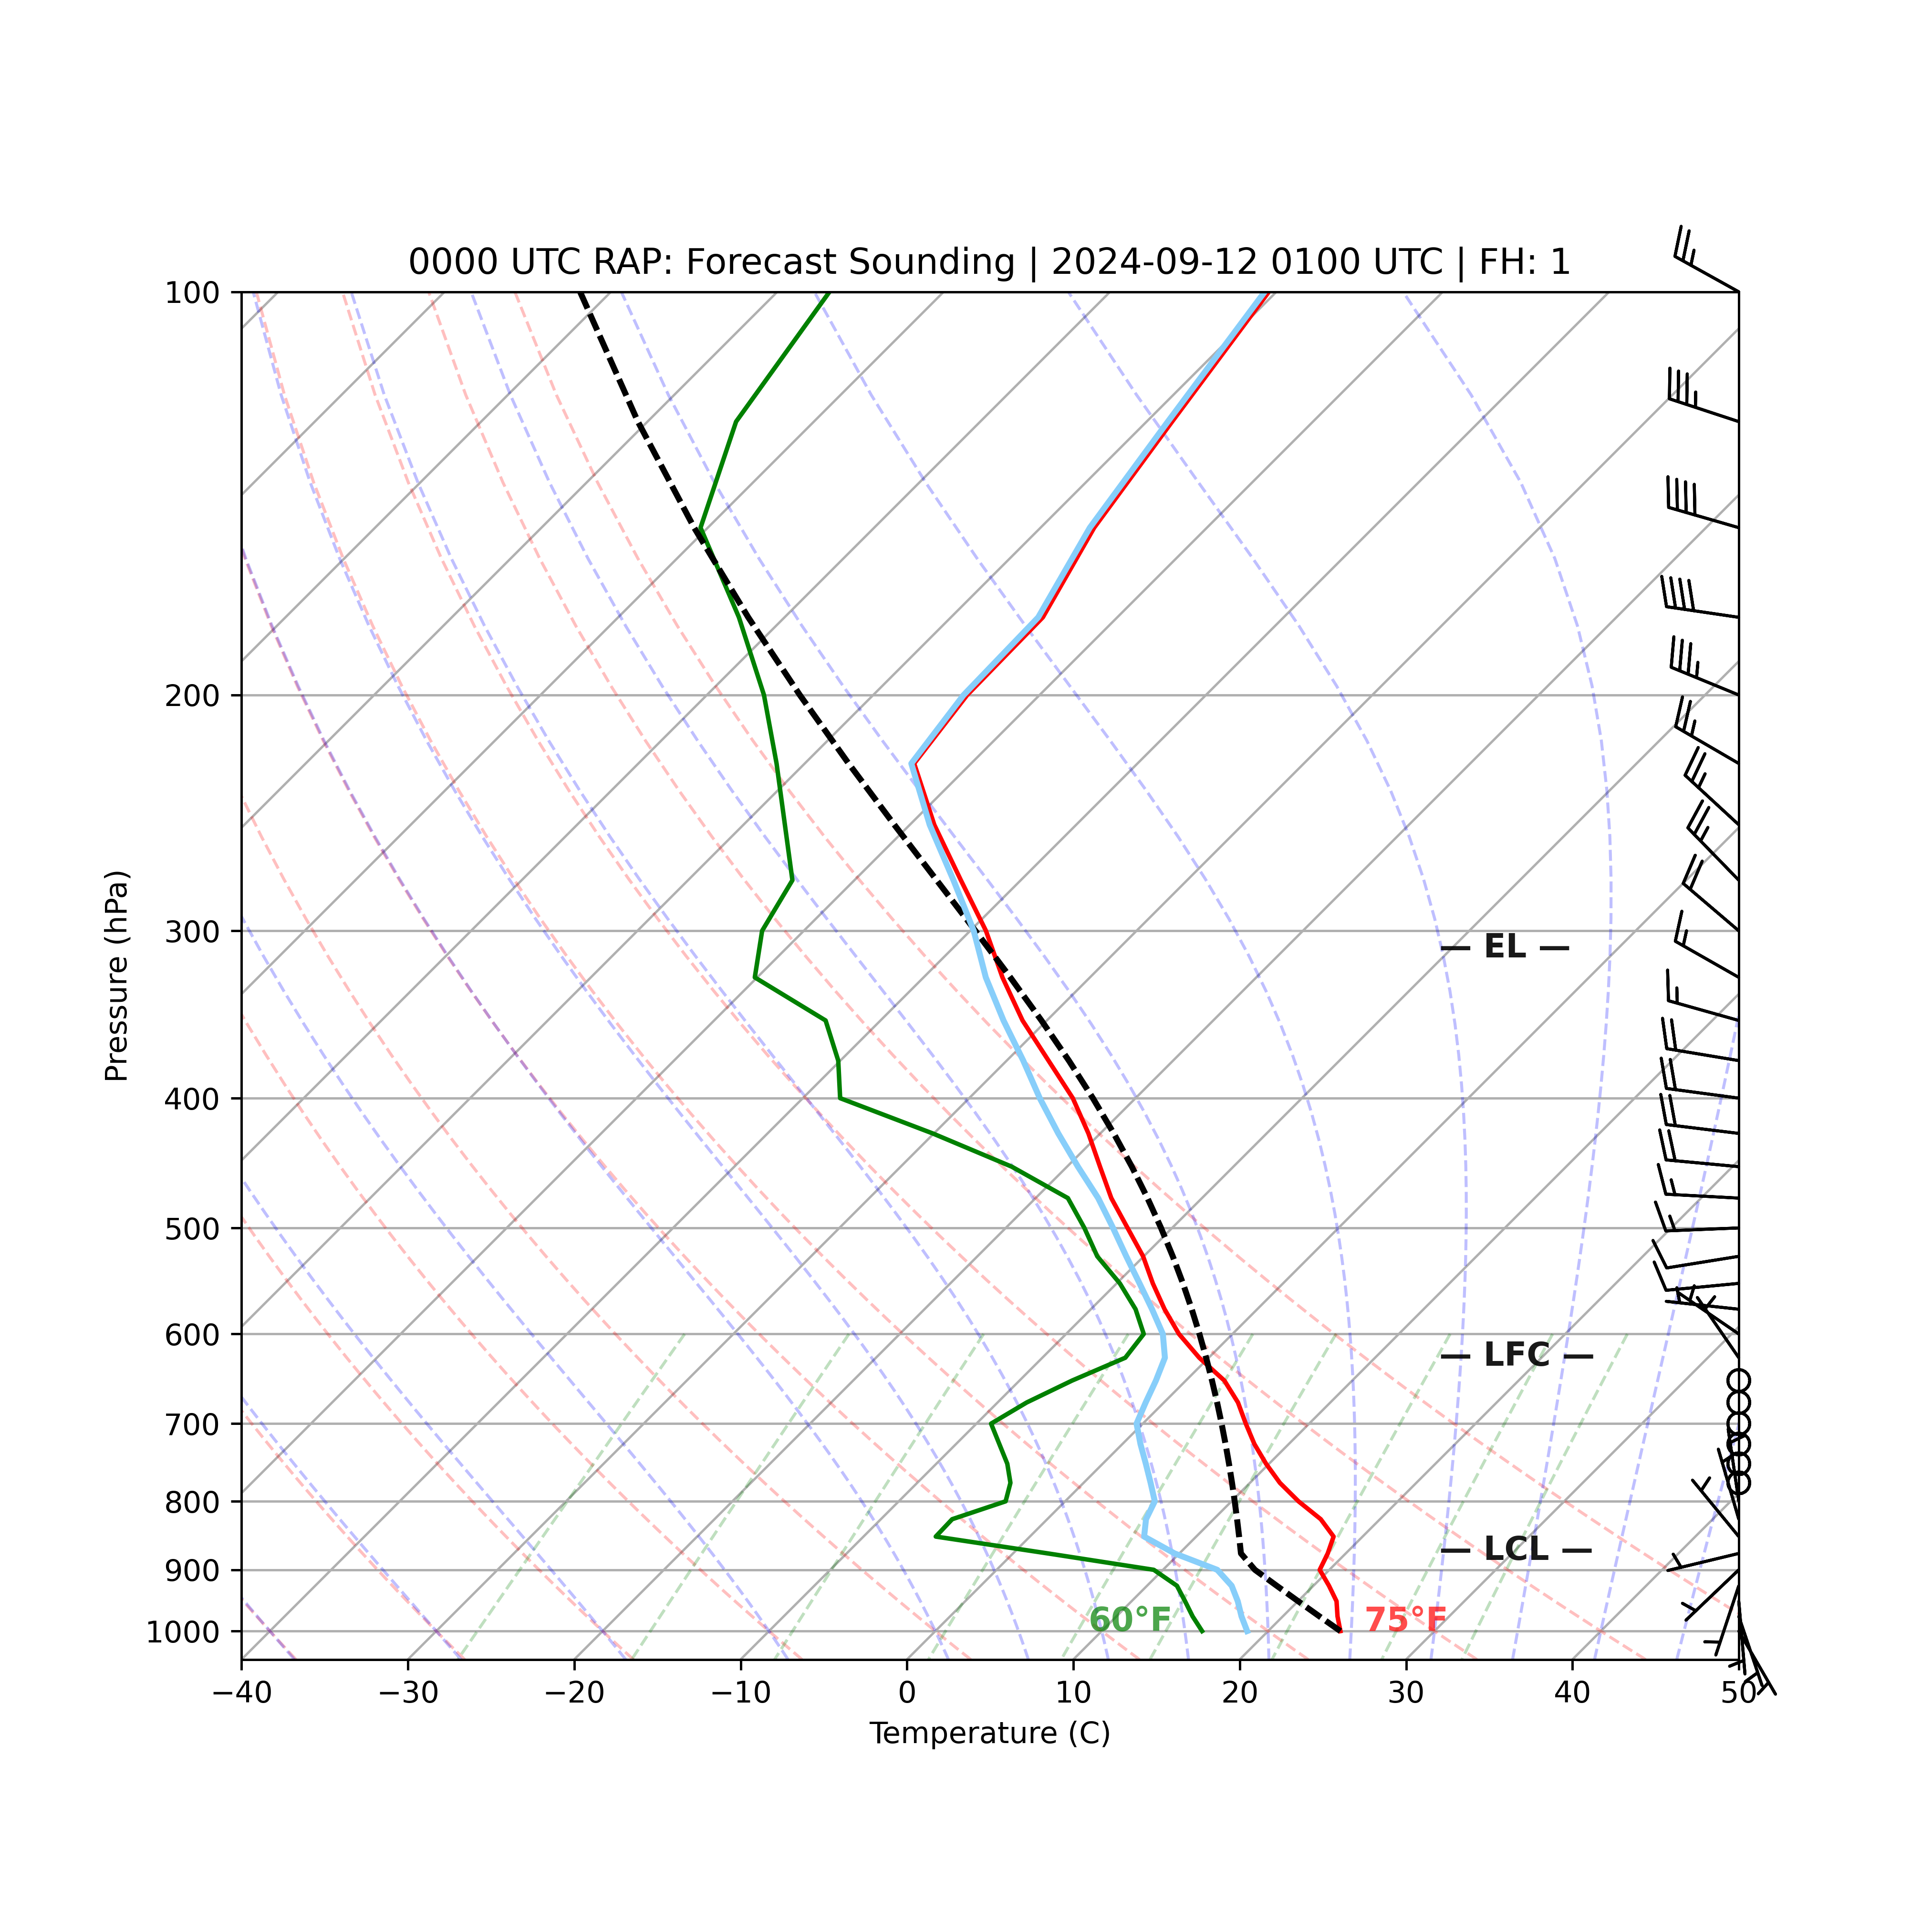 0000 UTC RAP: Forecast Sounding | 2024-09-12 0100 UTC | FH: 1
100
200
300
400
500
600
700
800
900
1000
Pressure (hPa)
— EL —
— LFC —
— LCL —
60°F
75°F
−40 −30 −20 −10 0 10 20 30 40 50
Temperature (C)